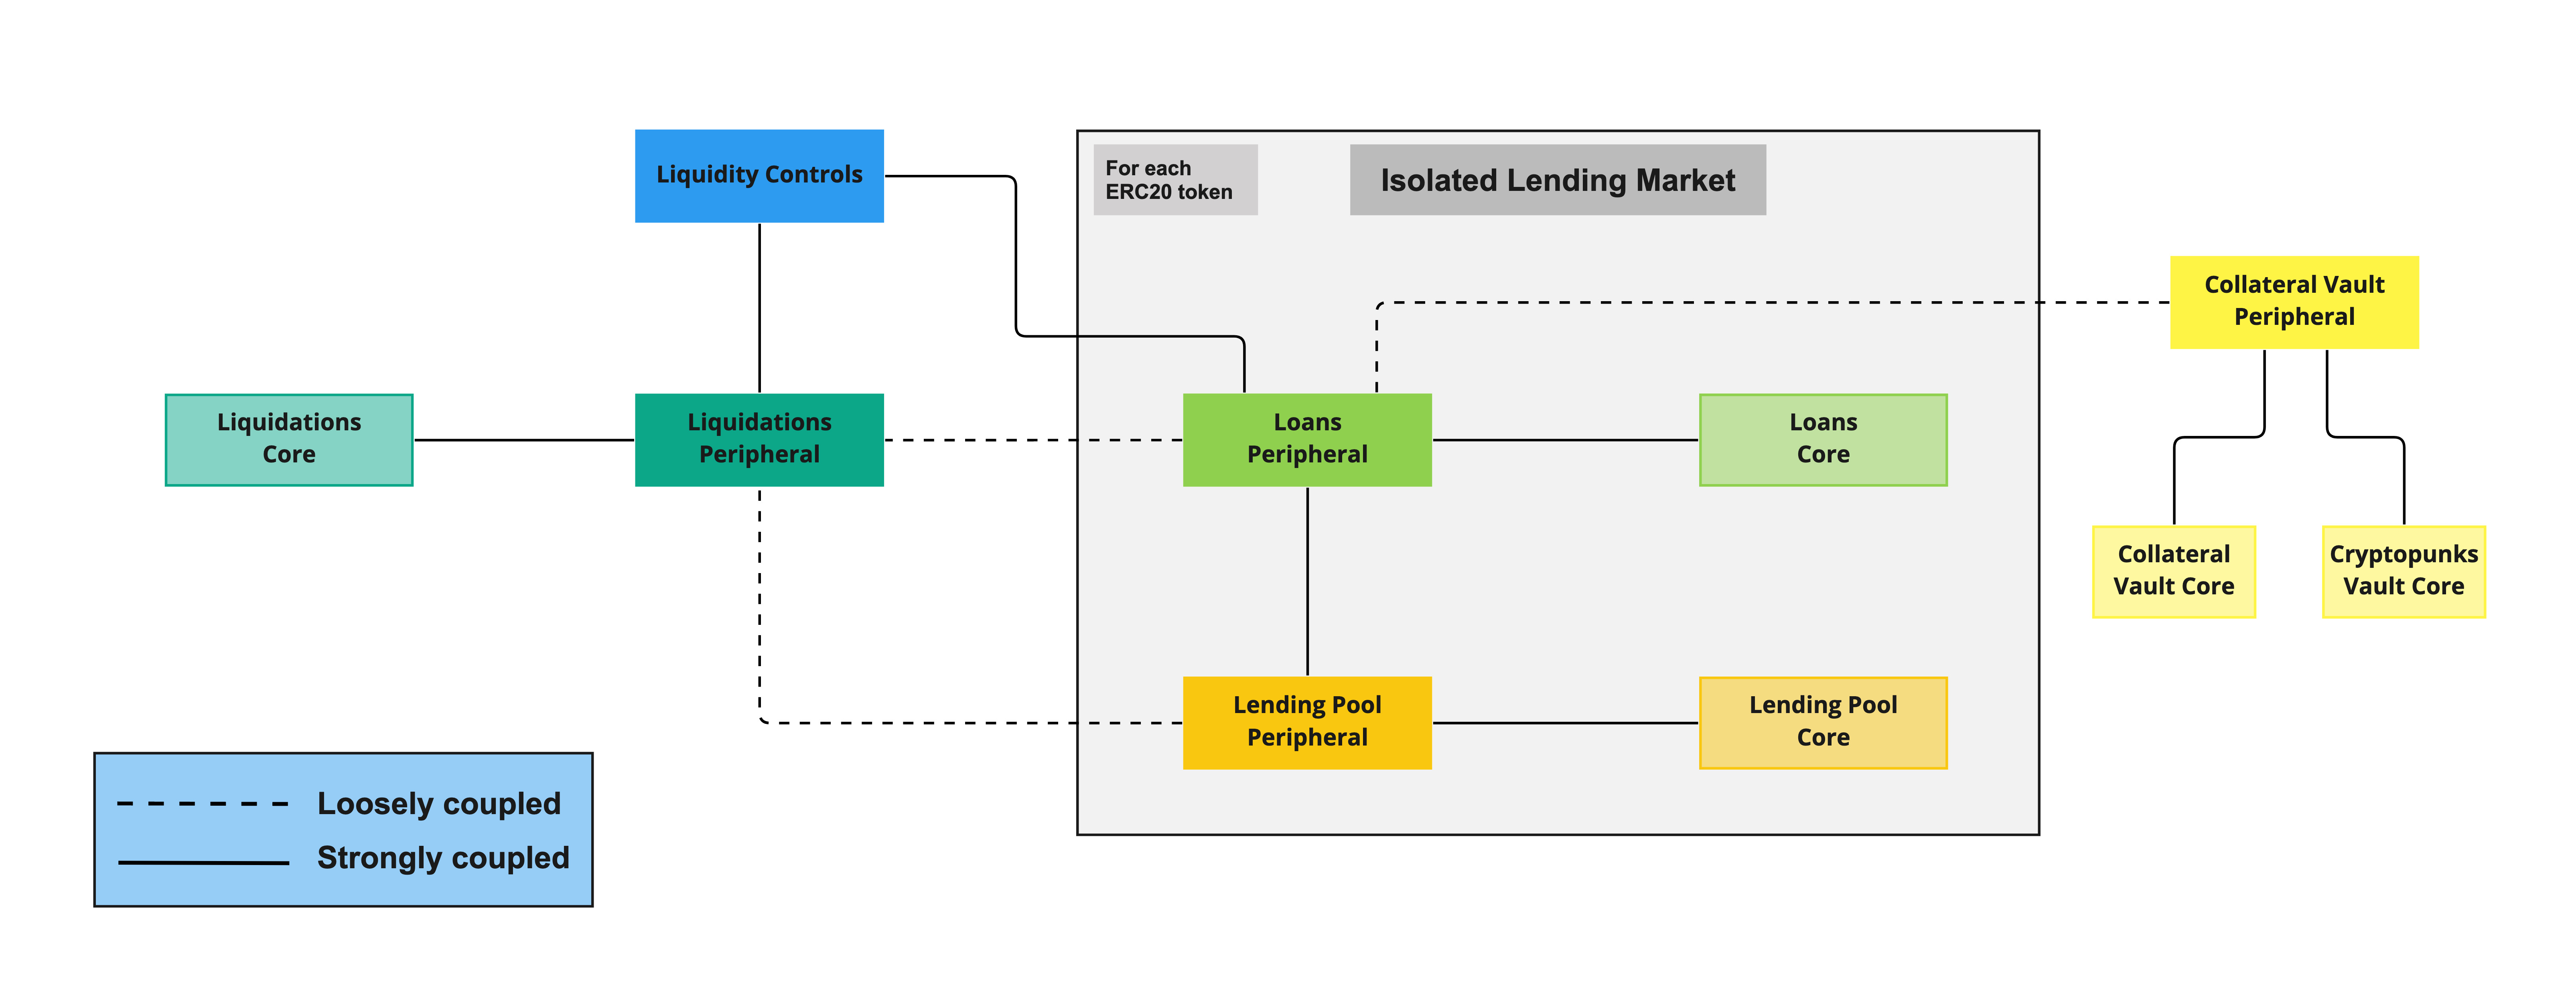 Liquidity Controls
For each
ERC20 token
Isolated Lending Market
Collateral Vault
Peripheral
Liquidations
Core
Liquidations
Peripheral
Loans
Peripheral
Loans
Core
Collateral
Vault Core
Cryptopunks
Vault Core
Lending Pool
Peripheral
Lending Pool
Core
Loosely coupled
Strongly coupled